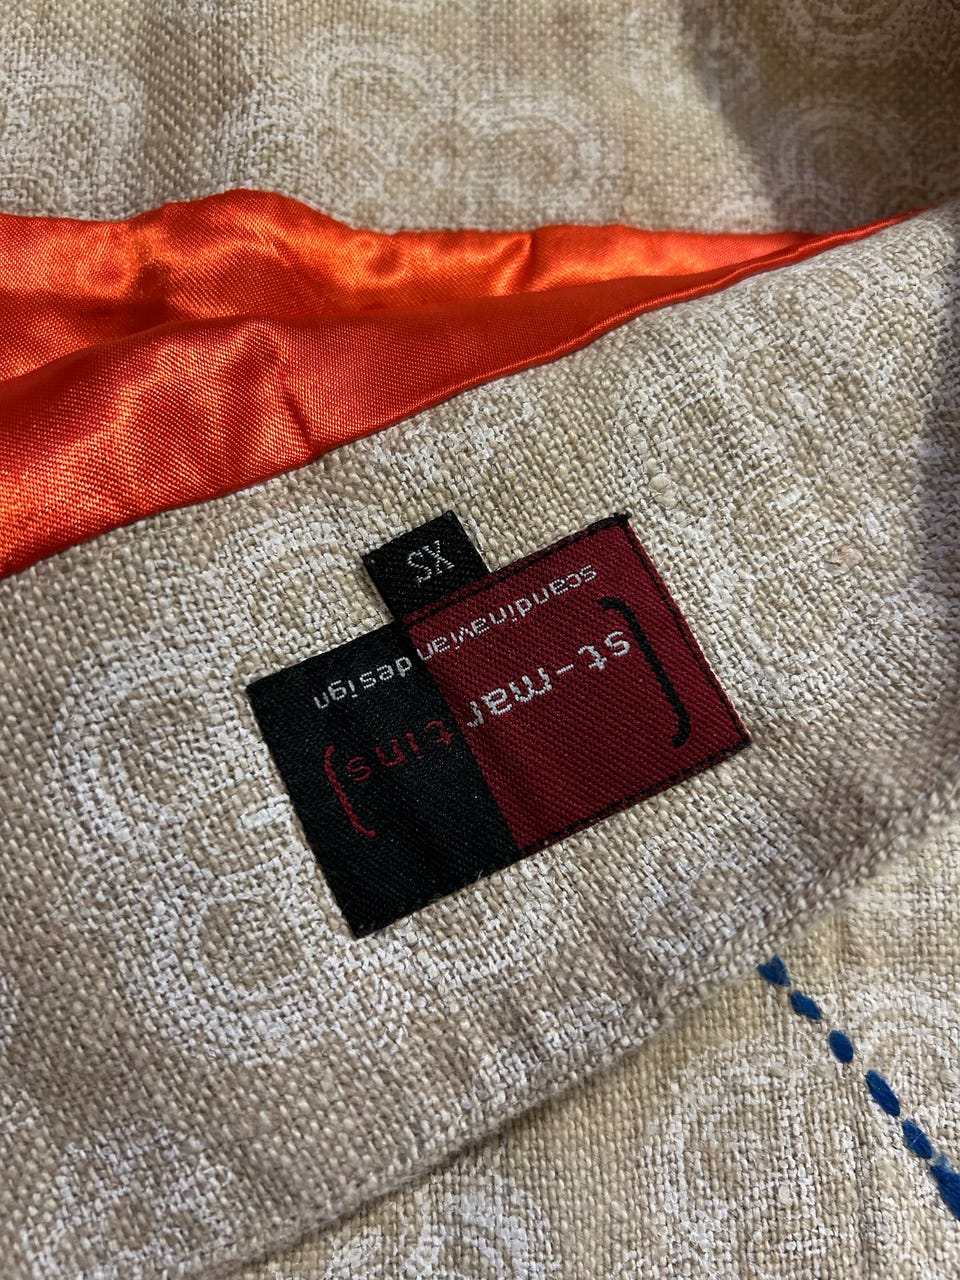 (st-martins)
scandinavian design
XS